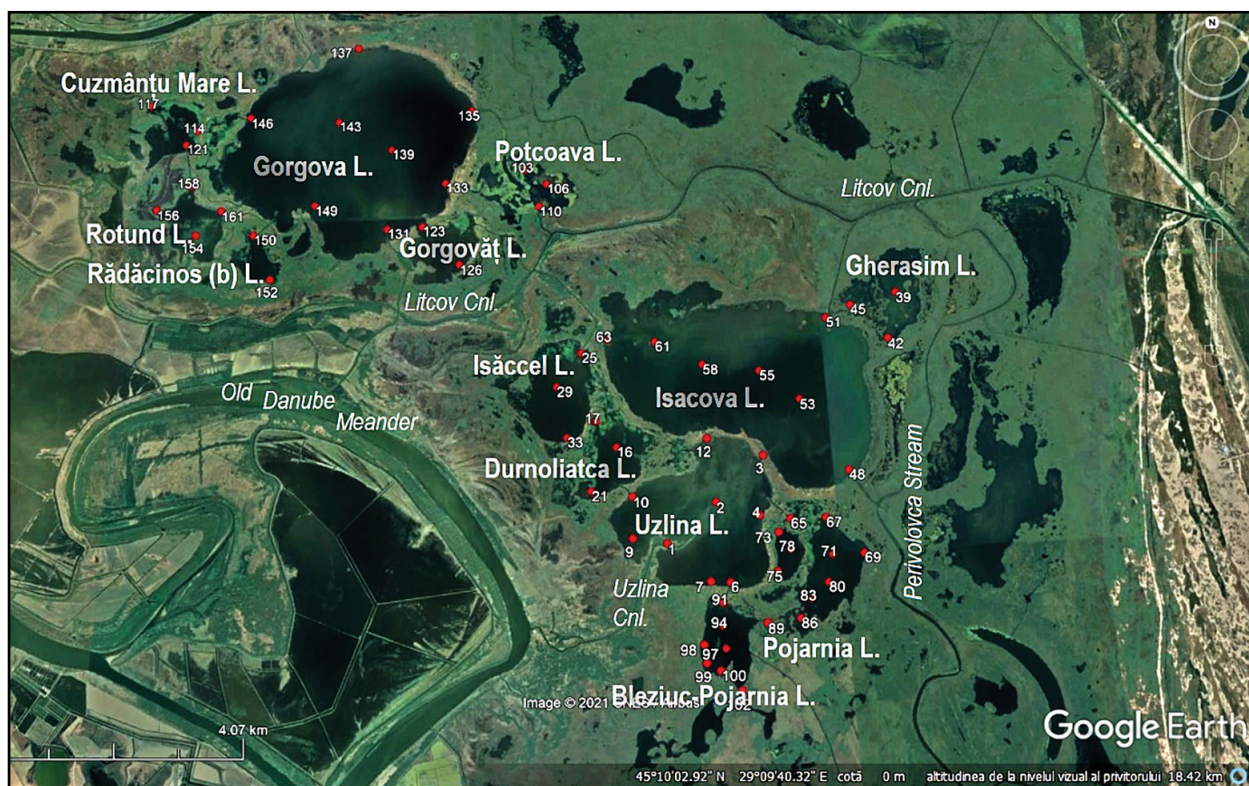 N
137
Cuzmânțu Mare L.
117
135
146
143
114
121
139
Potcoava L.
Gorgova L.
103
133
106
158
Litcov Cnl.
156
161
149
110
Rotund L.
154
150
131
123
Gorgovăț L.
Rădăcinos (b) L.
126
Gherasim L.
152
39
Litcov Cnl.
45
51
63
61
42
Isăccel L.
25
58
55
29
Isacova L.
53
Old Danube Meander
17
33
16
12
3
Durnoliatca L.
48
21
10
2
Uzlina L.
4
65
67
Perivolovca Stream
9
1
73
78
71
69
75
Uzlina
Cnl.
7
6
80
91
83
94
89
86
98
97
Pojarnia L.
99
100
Bleziuc-Pojarnia L.
Image © 2021
4.07 km
Google Earth
45°10'02.92" N 29°09'40.32" E cotă 0 m altitudinea de la nivelul vizual al privitorului 18.42 km